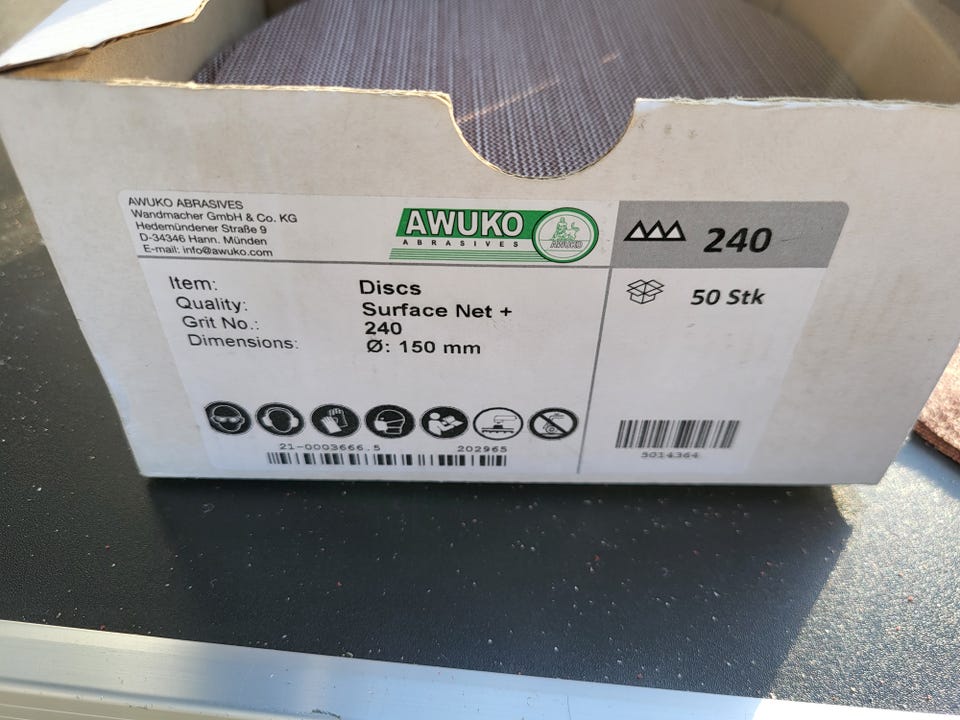 AWUKO ABRASIVES
Wandmacher GmbH & Co. KG
Hedemündener Straße 9
D-34346 Hann. Münden
E-mail: info@awuko.com
AWUKO
ABRASIVES
AWUKO
240
50 Stk
Item: Discs
Quality: Surface Net +
Grit No.: 240
Dimensions: Ø: 150 mm
21-0003666.5 202965
5014364